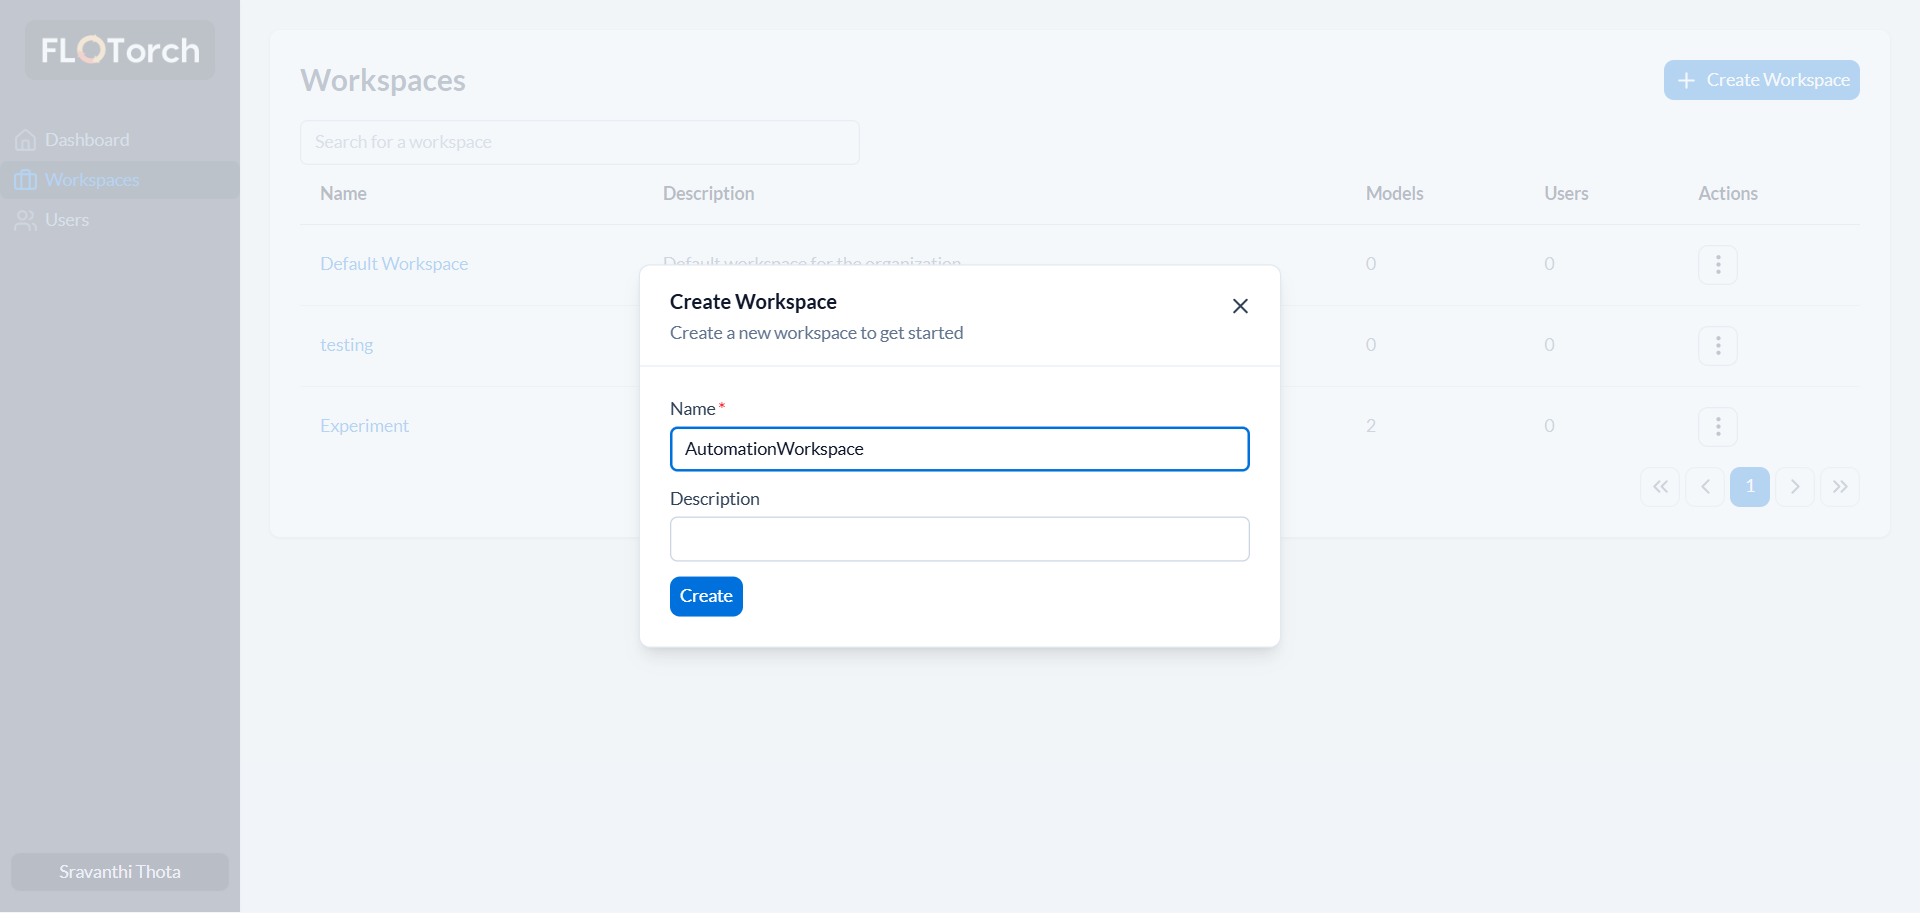 FLOTorch
Dashboard
Workspaces
Users
Sravanthi Thota
Workspaces
Create Workspace
Search for a workspace
Name Description Models Users Actions
Default Workspace Default workspace for the organization 0 0
testing 0 0
Experiment 2 0
1
Create Workspace
Create a new workspace to get started
Name *
AutomationWorkspace
Description
Create